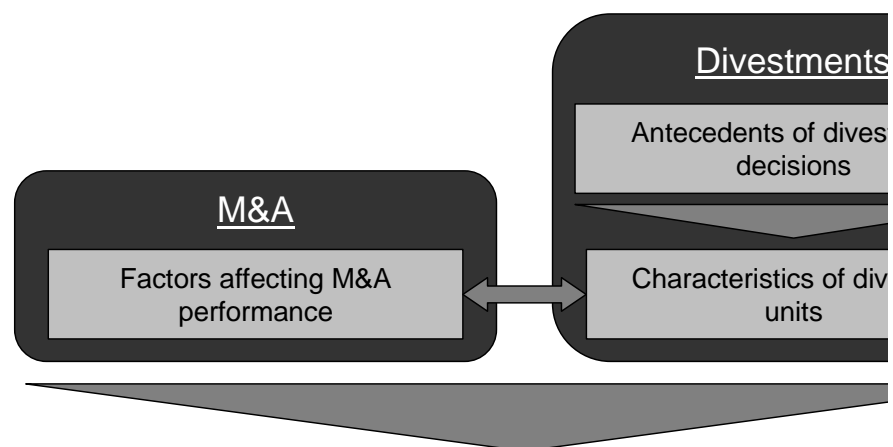 Divestments
Antecedents of dives
decisions
M&A
Factors affecting M&A
performance
Characteristics of div
units